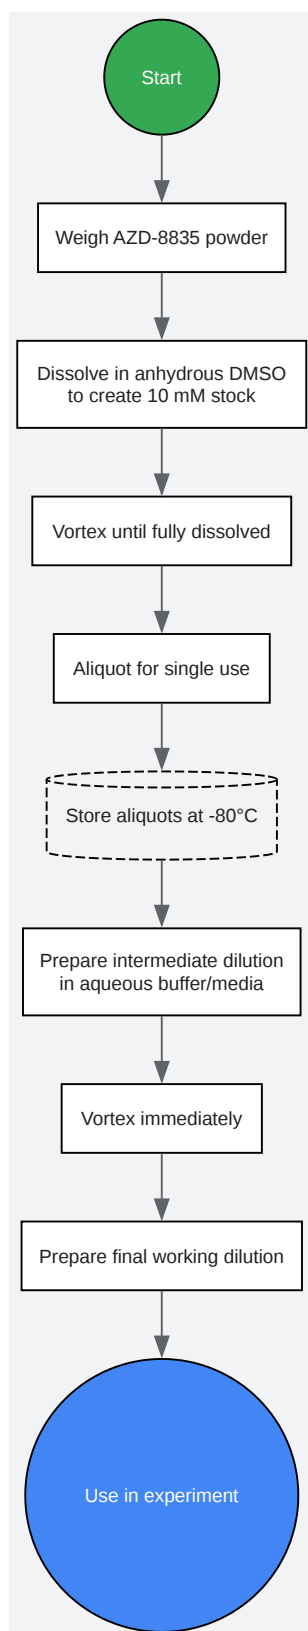 Start
Weigh AZD-8835 powder
Dissolve in anhydrous DMSO
to create 10 mM stock
Vortex until fully dissolved
Aliquot for single use
Store aliquots at -80°C
Prepare intermediate dilution
in aqueous buffer/media
Vortex immediately
Prepare final working dilution
Use in experiment